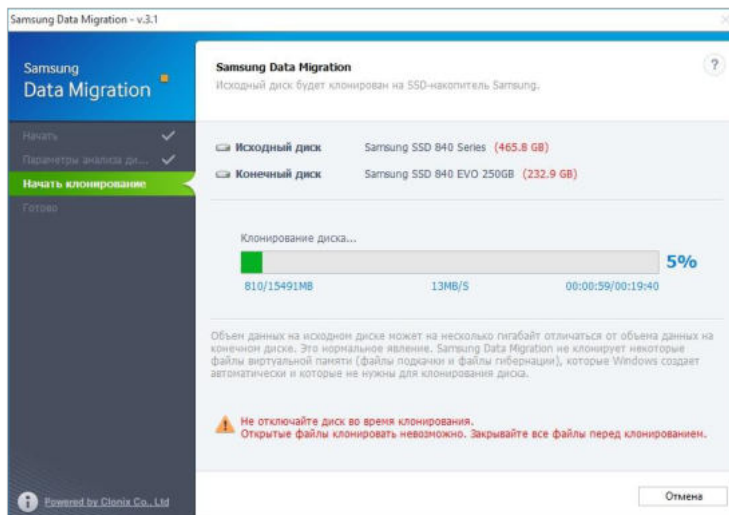 Samsung Data Migration - v.3.1
Samsung
Data Migration
Начать
Параметры анализа ди...
Начать клонирование
Готово
Powered by Clonix Co., Ltd
Samsung Data Migration
Исходный диск будет клонирован на SSD-накопитель Samsung.
?
Исходный диск Samsung SSD 840 Series (465.8 GB)
Конечный диск Samsung SSD 840 EVO 250GB (232.9 GB)
Клонирование диска...
5%
810/15491MB 13MB/S 00:00:59/00:19:40
Объем данных на исходном диске может на несколько гигабайт отличаться от объема данных на
конечном диске. Это нормальное явление. Samsung Data Migration не клонирует некоторые
файлы виртуальной памяти (файлы подкачки и файлы гибернации), которые Windows создает
автоматически и которые не нужны для клонирования диска.
Не отключайте диск во время клонирования.
Открытые файлы клонировать невозможно. Закрывайте все файлы перед клонированием.
Отмена